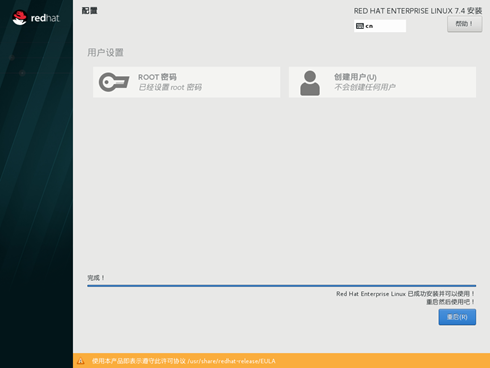 redhat
配置
RED HAT ENTERPRISE LINUX 7.4 安装
cn
帮助！
用户设置
ROOT 密码
已经设置 root 密码
创建用户(U)
不会创建任何用户
完成！
Red Hat Enterprise Linux 已成功安装并可以使用！
重启然后使用吧！
重启(R)
使用本产品即表示遵守此许可协议 /usr/share/redhat-release/EULA